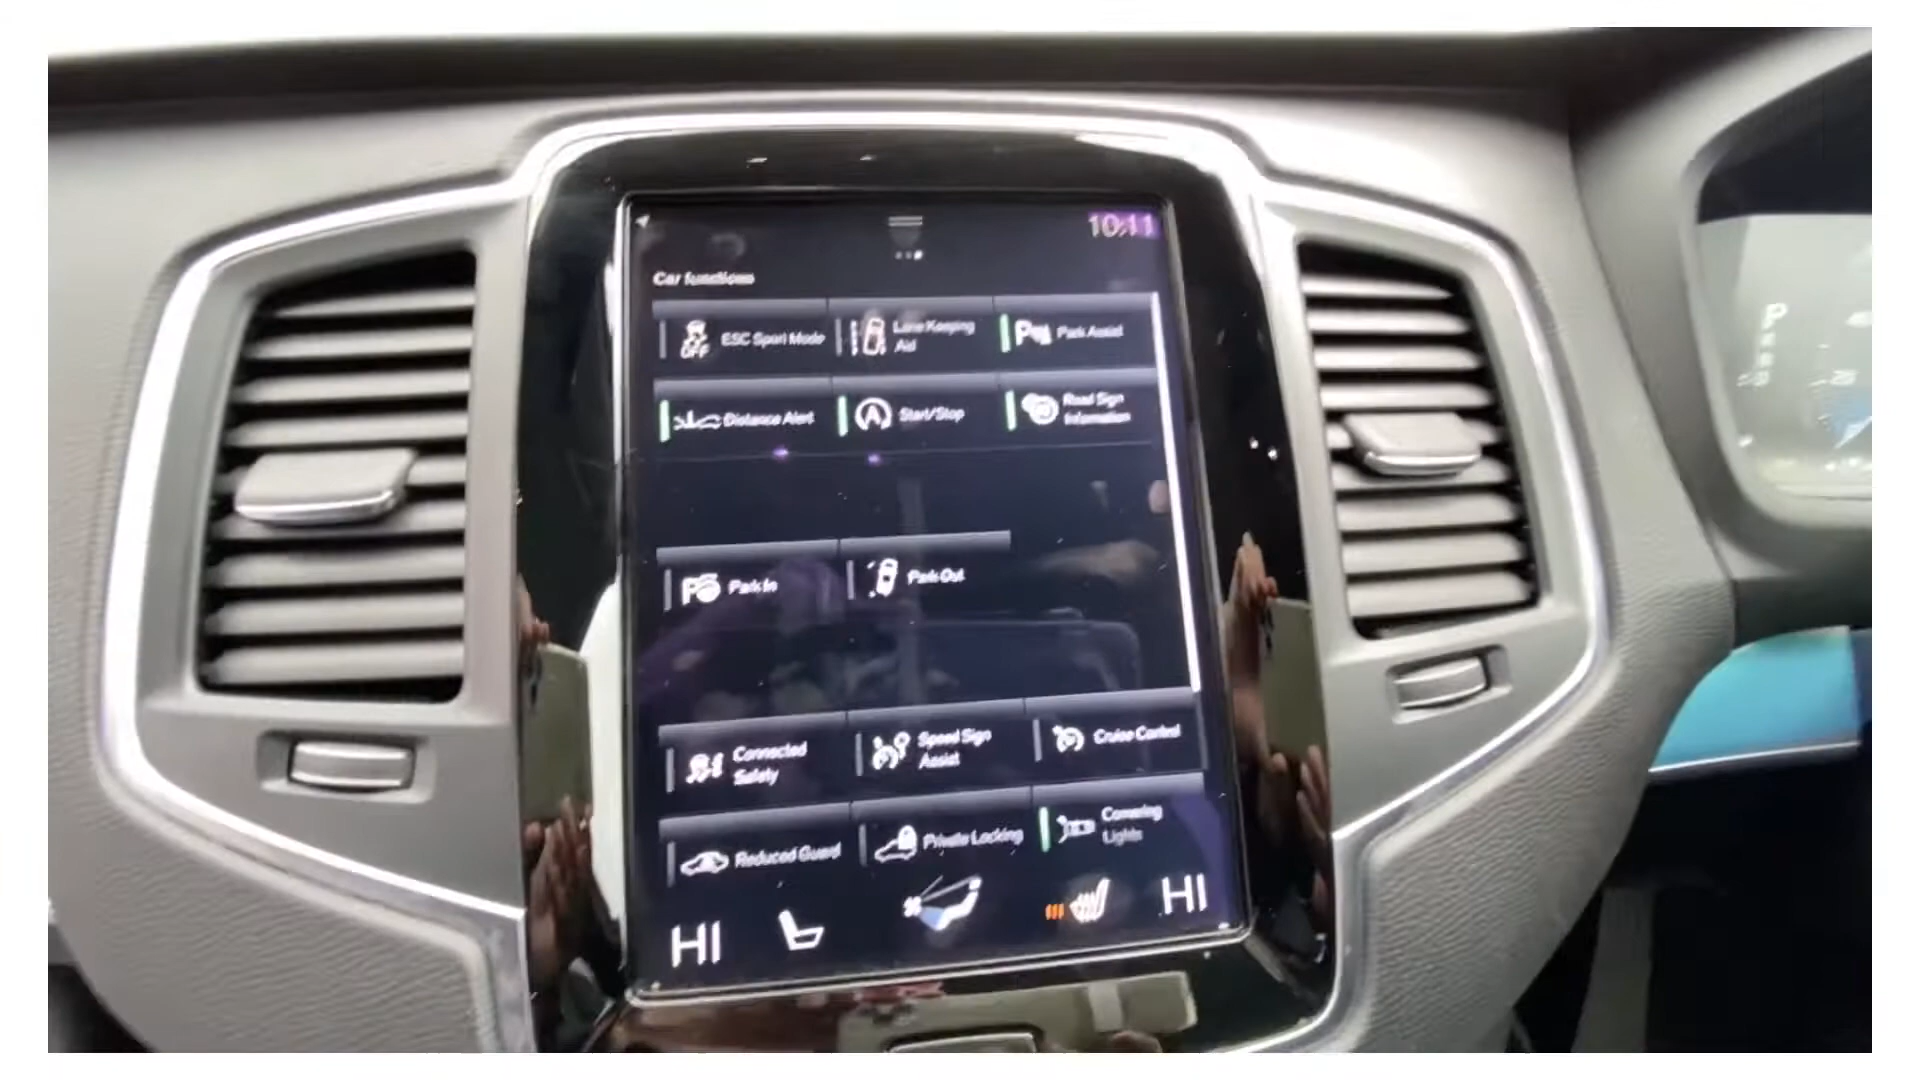 10:11
Car functions
OFF
ESC Sport Mode
Lane Keeping
Aid
Park Assist
Distance Alert
A
Start/Stop
Road Sign
Information
Park In
Park Out
Connected
Safety
Speed Sign
Assist
Cruise Control
Reduced Guard
Private Locking
Cornering
Lights
HI
HI